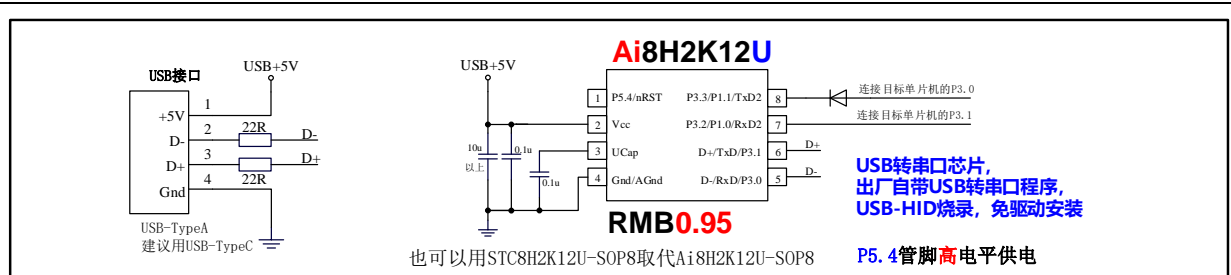 Ai8H2K12U
USB接口
USB+5V
USB+5V
+5V
1
D-
2
22R
D-
D+
3
22R
D+
Gnd
4
USB-TypeA
建议用USB-TypeC
10u
以上
0.1u
0.1u
1
P5.4/nRST
P3.3/P1.1/TxD2
8
连接目标单片机的P3.0
2
Vcc
P3.2/P1.0/RxD2
7
连接目标单片机的P3.1
3
UCap
D+/TxD/P3.1
6
D+
4
Gnd/AGnd
D-/RxD/P3.0
5
D-
RMB0.95
USB转串口芯片，
出厂自带USB转串口程序，
USB-HID烧录，免驱动安装
也可以用STC8H2K12U-SOP8取代Ai8H2K12U-SOP8
P5.4管脚高电平供电